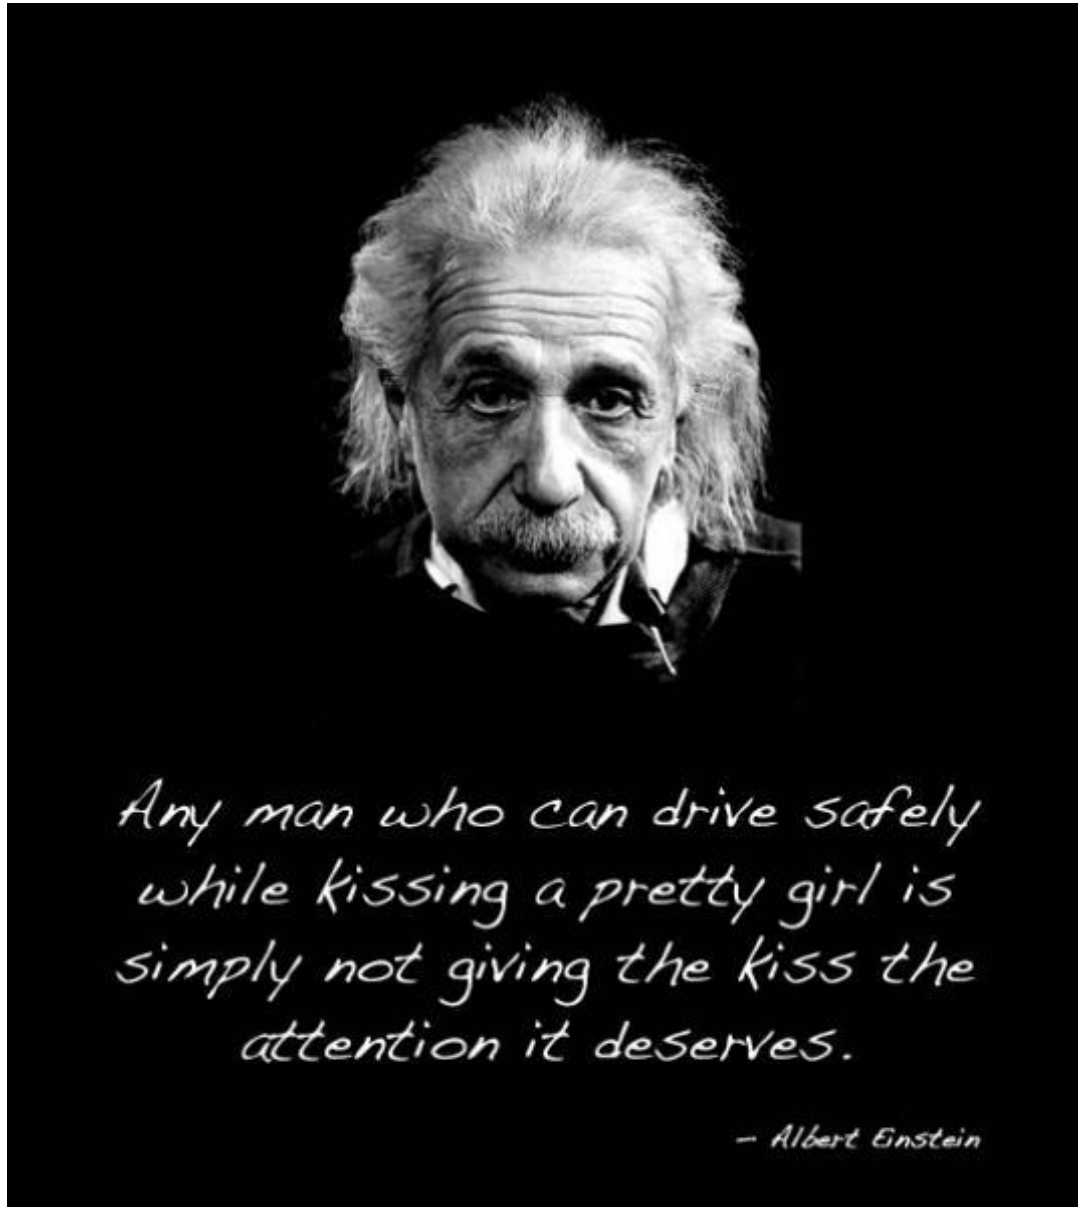 Any man who can drive safely
while kissing a pretty girl is
simply not giving the kiss the
attention it deserves.
– Albert Einstein